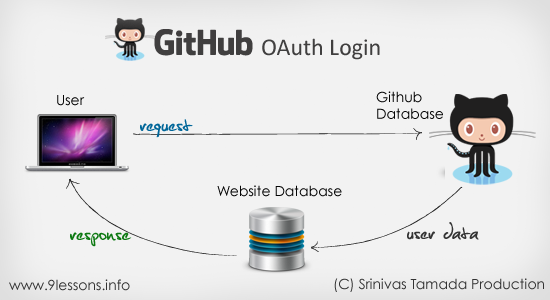 GitHub OAuth Login
User
Github
Database
request
Website Database
response
user data
www.9lessons.info
(C) Srinivas Tamada Production